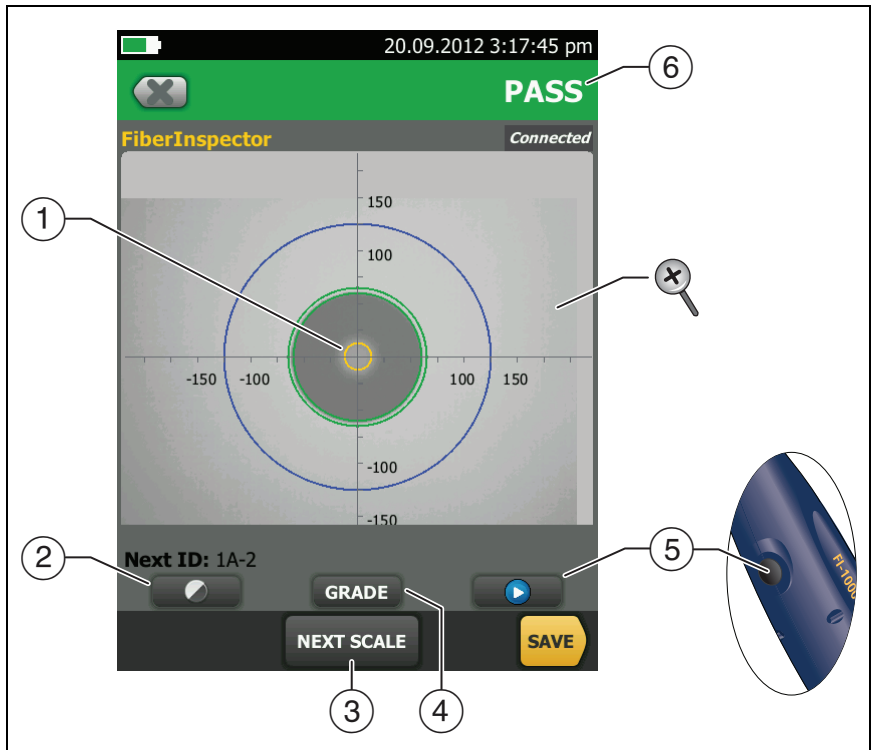 20.09.2012 3:17:45 pm
6
PASS
FiberInspector
Connected
1
150
100
-150 -100 100 150
-100
-150
Next ID: 1A-2
2
5
GRADE
FI-1000
NEXT SCALE
SAVE
3
4